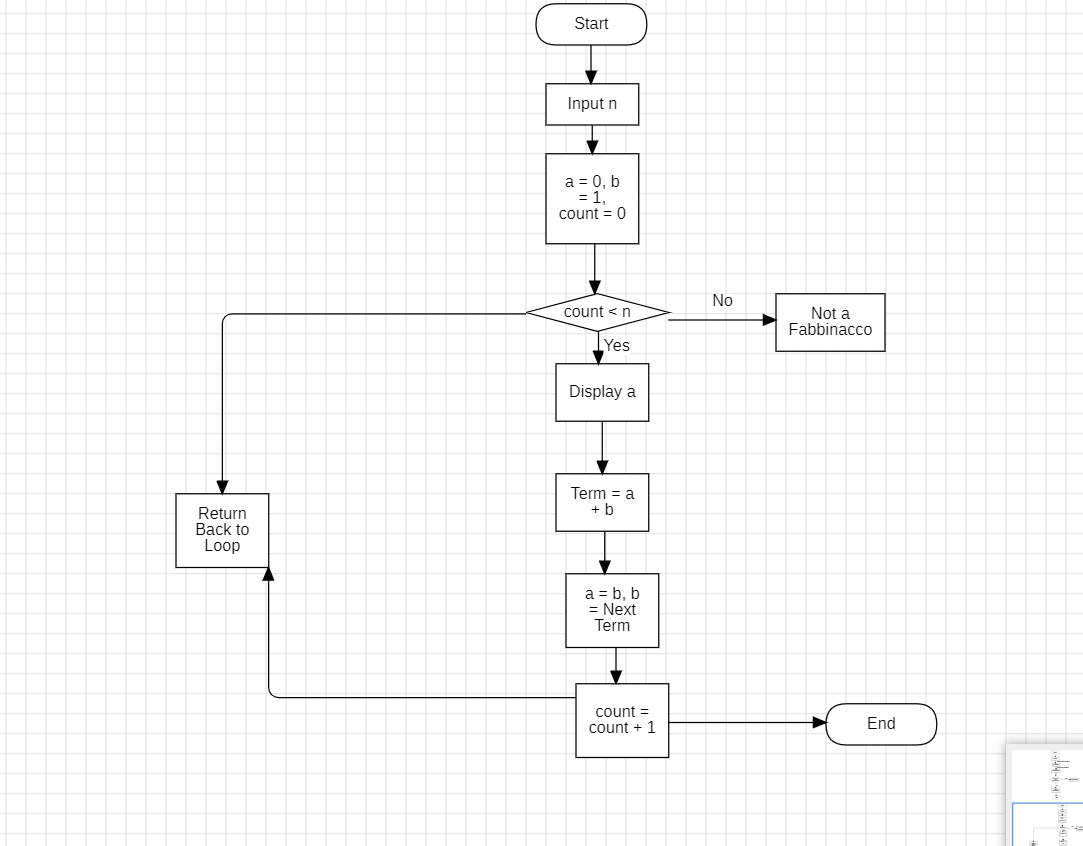 Start
Input n
a = 0, b
= 1,
count = 0
count < n
No
Not a
Fabbinacco
Yes
Display a
Term = a
+ b
Return
Back to
Loop
a = b, b
= Next
Term
count =
count + 1
End